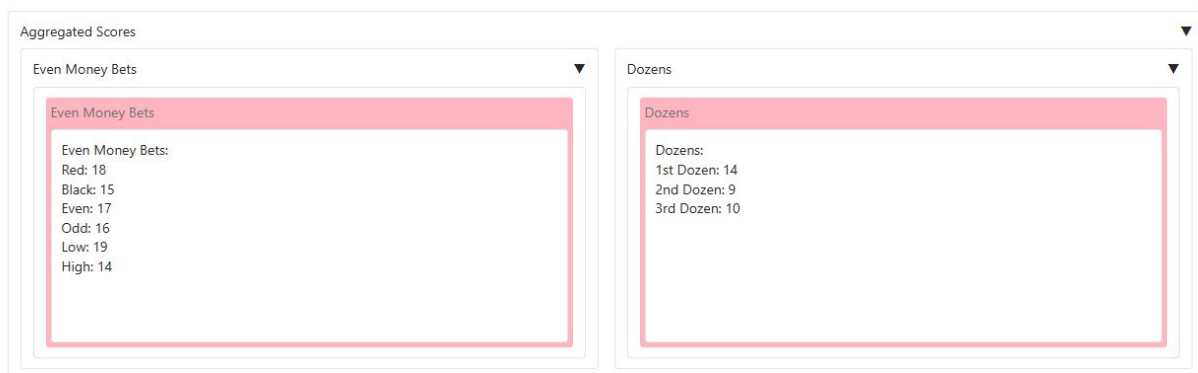 Aggregated Scores
Even Money Bets
Even Money Bets
Even Money Bets:
Red: 18
Black: 15
Even: 17
Odd: 16
Low: 19
High: 14
Dozens
Dozens
Dozens:
1st Dozen: 14
2nd Dozen: 9
3rd Dozen: 10